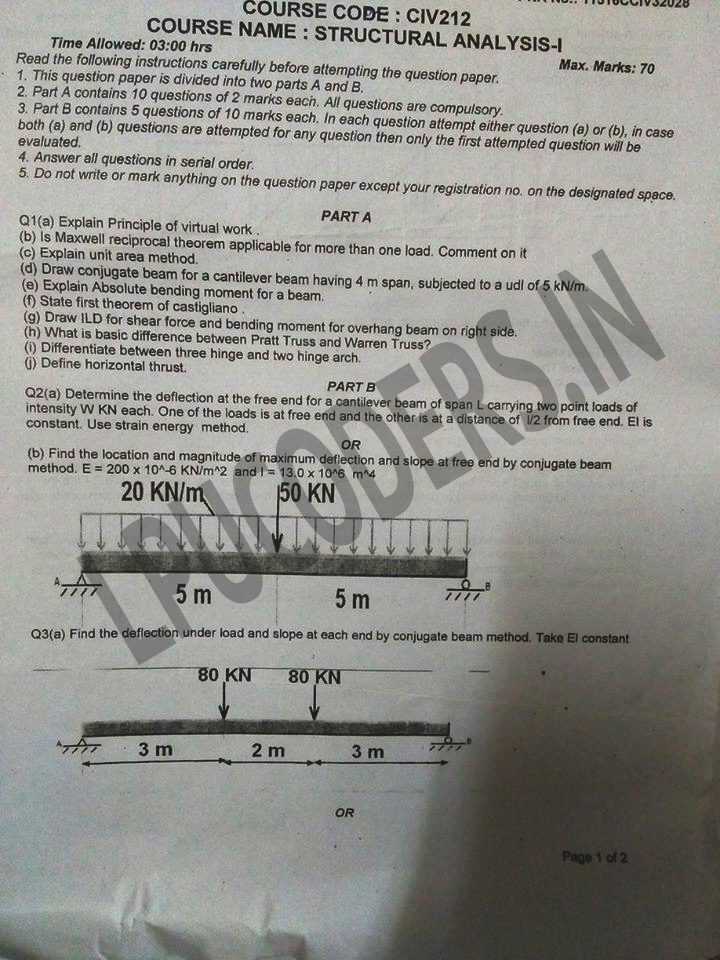 COURSE CODE : CIV212
COURSE NAME : STRUCTURAL ANALYSIS-I
Time Allowed: 03:00 hrs
Max. Marks: 70
Read the following instructions carefully before attempting the question paper.
1. This question paper is divided into two parts A and B.
2. Part A contains 10 questions of 2 marks each. All questions are compulsory.
3. Part B contains 5 questions of 10 marks each. In each question attempt either question (a) or (b), in case
both (a) and (b) questions are attempted for any question then only the first attempted question will be
evaluated.
4. Answer all questions in serial order.
5. Do not write or mark anything on the question paper except your registration no. on the designated space.
PART A
Q1(a) Explain Principle of virtual work .
(b) Is Maxwell reciprocal theorem applicable for more than one load. Comment on it
(c) Explain unit area method.
(d) Draw conjugate beam for a cantilever beam having 4 m span, subjected to a udl of 5 kN/m.
(e) Explain Absolute bending moment for a beam.
(f) State first theorem of castigliano .
(g) Draw ILD for shear force and bending moment for overhang beam on right side.
(h) What is basic difference between Pratt Truss and Warren Truss?
(i) Differentiate between three hinge and two hinge arch.
(j) Define horizontal thrust.
PART B
Q2(a) Determine the deflection at the free end for a cantilever beam of span L carrying two point loads of
intensity W KN each. One of the loads is at free end and the other is at a distance of l/2 from free end. EI is
constant. Use strain energy method.
OR
(b) Find the location and magnitude of maximum deflection and slope at free end by conjugate beam
method. E = 200 x 10^-6 KN/m^2 and I = 13.0 x 10^6 m^4
20 KN/m 50 KN
A B
5 m 5 m
Q3(a) Find the deflection under load and slope at each end by conjugate beam method. Take EI constant
80 KN 80 KN
A B
3 m 2 m 3 m
OR
Page 1 of 2
LPUCODERS.IN